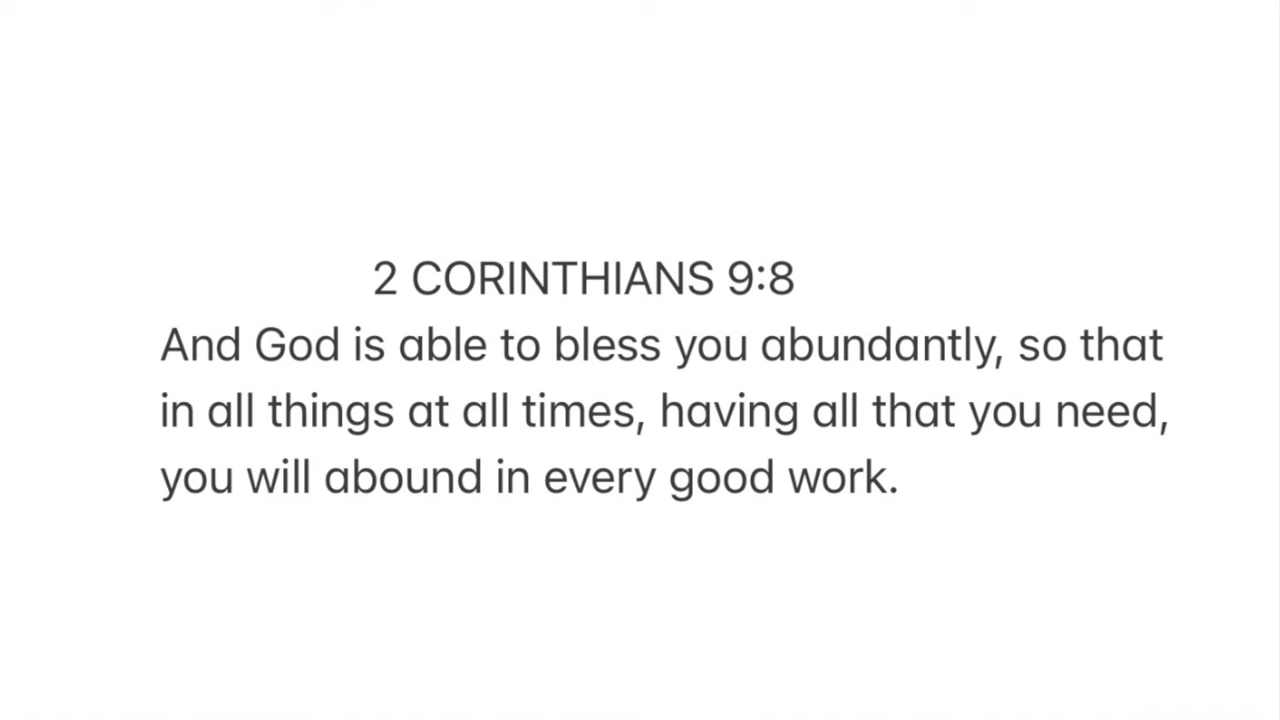 2 CORINTHIANS 9:8
And God is able to bless you abundantly, so that
in all things at all times, having all that you need,
you will abound in every good work.